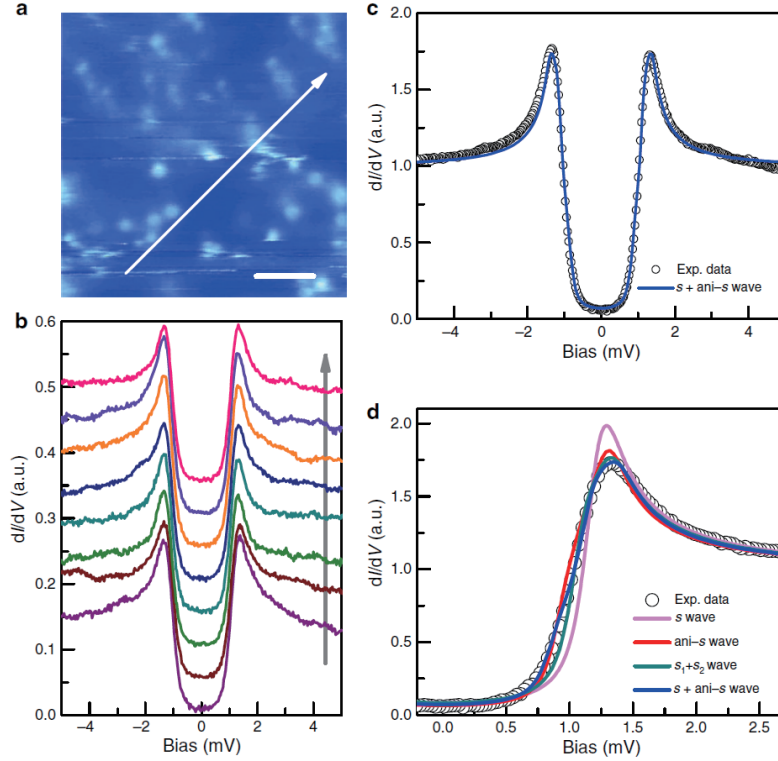 a
b
0.6
0.5
0.4
0.3
0.2
0.1
0.0
dI/dV (a.u.)
−4 −2 0 2 4
Bias (mV)
c
2.0
1.5
1.0
0.5
0.0
dI/dV (a.u.)
Exp. data
s + ani–s wave
−4 −2 0 2 4
Bias (mV)
d
2.0
1.5
1.0
0.5
0.0
dI/dV (a.u.)
Exp. data
s wave
ani–s wave
s₁+s₂ wave
s + ani–s wave
0.0 0.5 1.0 1.5 2.0 2.5
Bias (mV)